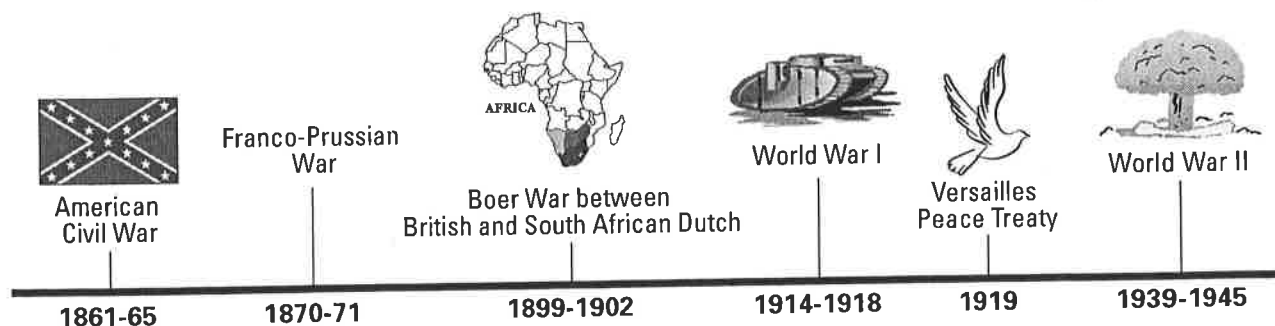 AFRICA
American
Civil War
Franco-Prussian
War
Boer War between
British and South African Dutch
World War I
Versailles
Peace Treaty
World War II
1861-65
1870-71
1899-1902
1914-1918
1919
1939-1945